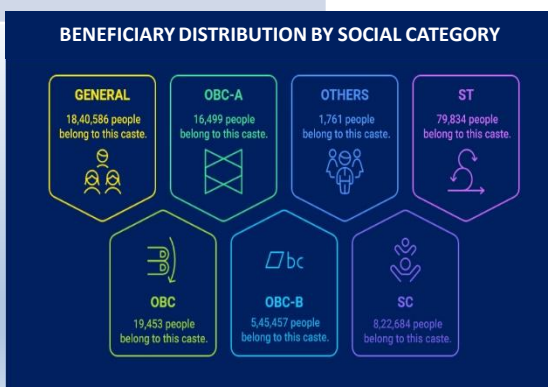 BENEFICIARY DISTRIBUTION BY SOCIAL CATEGORY
GENERAL
18,40,586 people
belong to this caste.
OBC-A
16,499 people
belong to this caste.
OTHERS
1,761 people
belong to this caste.
ST
79,834 people
belong to this caste.
OBC
19,453 people
belong to this caste.
bc
OBC-B
5,45,457 people
belong to this caste.
SC
8,22,684 people
belong to this caste.